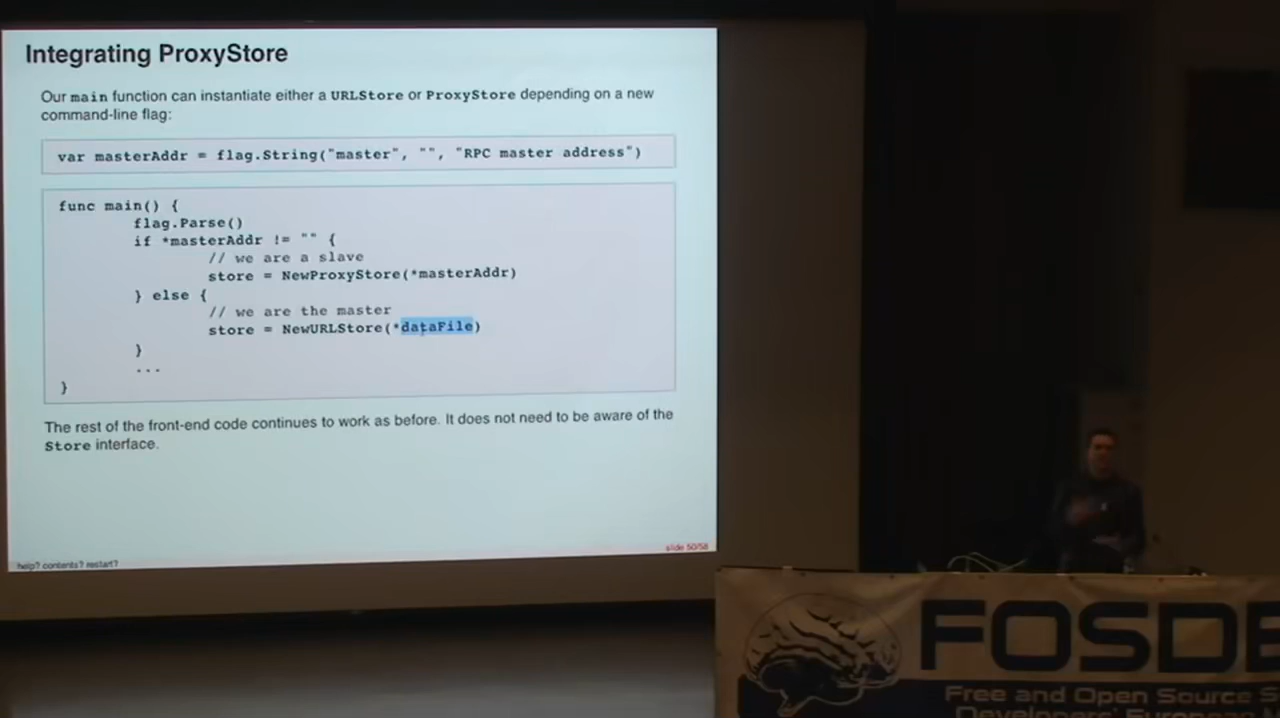 Integrating ProxyStore
Our main function can instantiate either a URLStore or ProxyStore depending on a new
command-line flag:
var masterAddr = flag.String("master", "", "RPC master address")
func main() {
flag.Parse()
if *masterAddr != "" {
// we are a slave
store = NewProxyStore(*masterAddr)
} else {
// we are the master
store = NewURLStore(*dataFile)
}
...
}
The rest of the front-end code continues to work as before. It does not need to be aware of the
Store interface.
help? contents? restart?
slide 50/58
FOSDE
Free and Open Source S
Developers' European